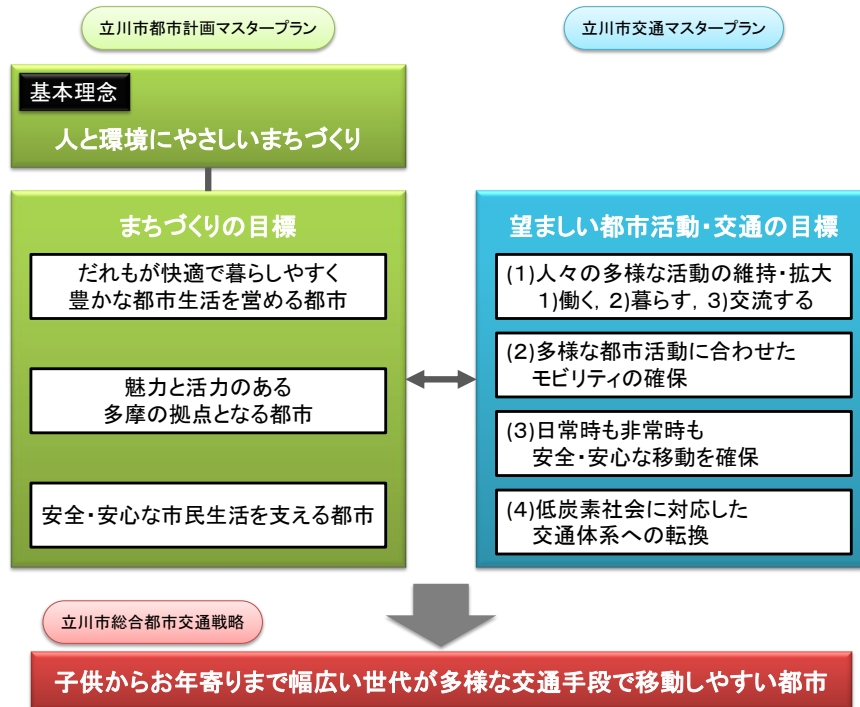 立川市都市計画マスタープラン
立川市交通マスタープラン
基本理念
人と環境にやさしいまちづくり
まちづくりの目標
だれもが快適で暮らしやすく
豊かな都市生活を営める都市
魅力と活力のある
多摩の拠点となる都市
安全・安心な市民生活を支える都市
望ましい都市活動・交通の目標
(1)人々の多様な活動の維持・拡大
1)働く，2)暮らす，3)交流する
(2)多様な都市活動に合わせた
モビリティの確保
(3)日常時も非常時も
安全・安心な移動を確保
(4)低炭素社会に対応した
交通体系への転換
立川市総合都市交通戦略
子供からお年寄りまで幅広い世代が多様な交通手段で移動しやすい都市